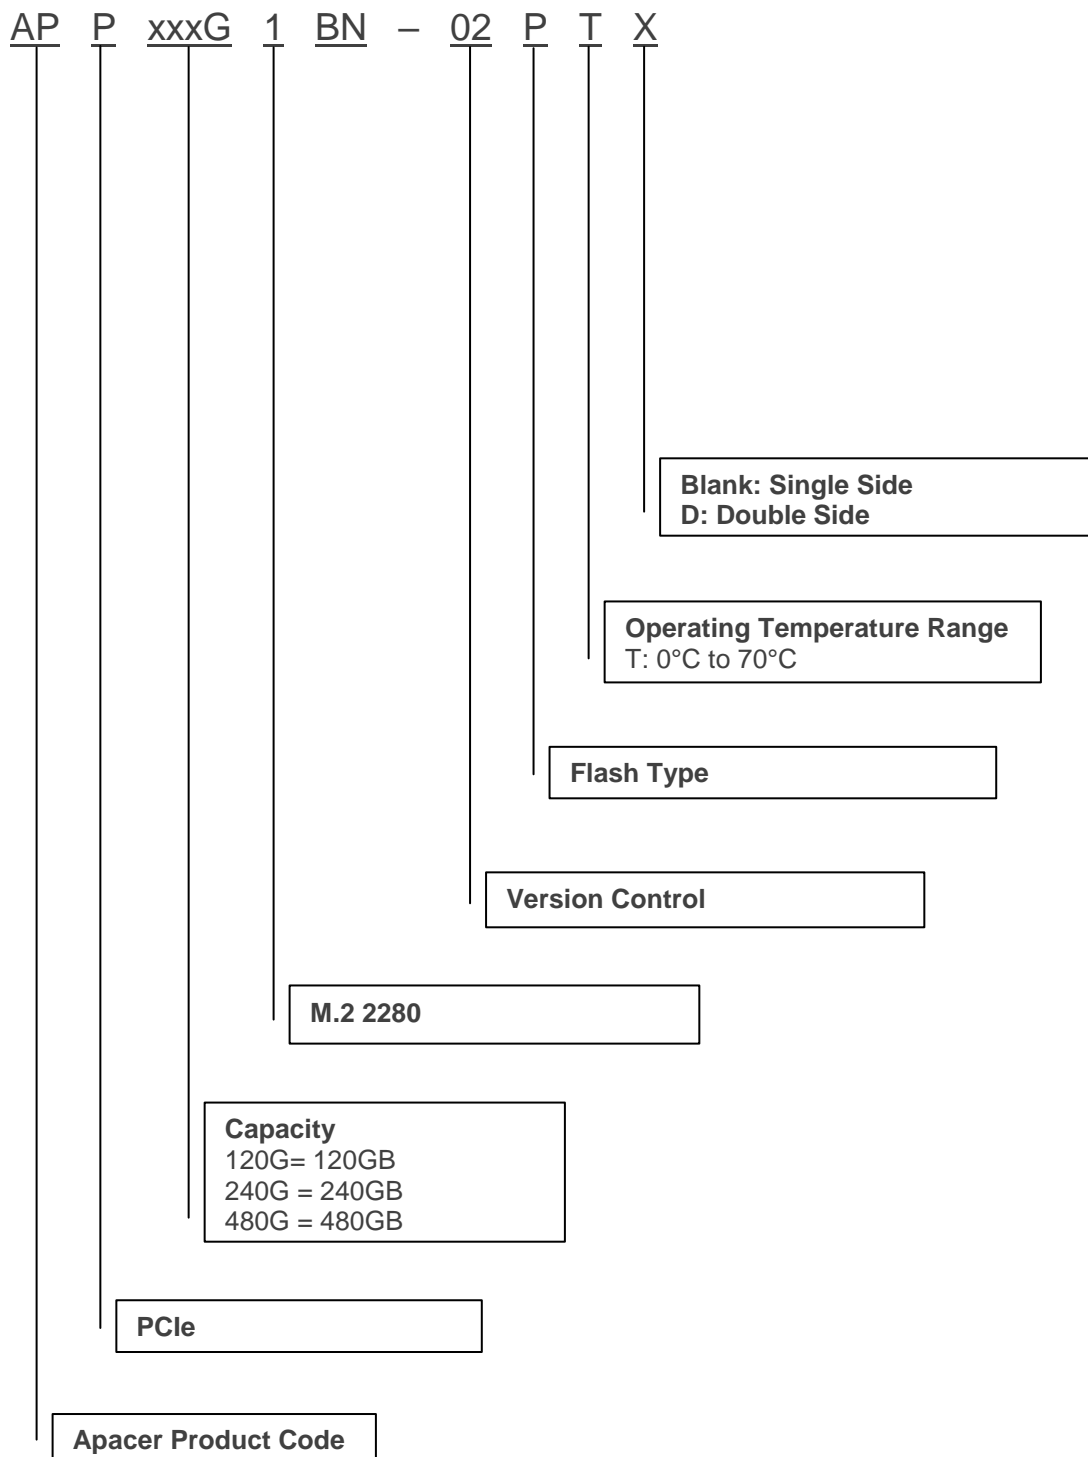 AP P xxxG 1 BN – 02 P T X
Blank: Single Side
D: Double Side
Operating Temperature Range
T: 0°C to 70°C
Flash Type
Version Control
M.2 2280
Capacity
120G= 120GB
240G = 240GB
480G = 480GB
PCIe
Apacer Product Code